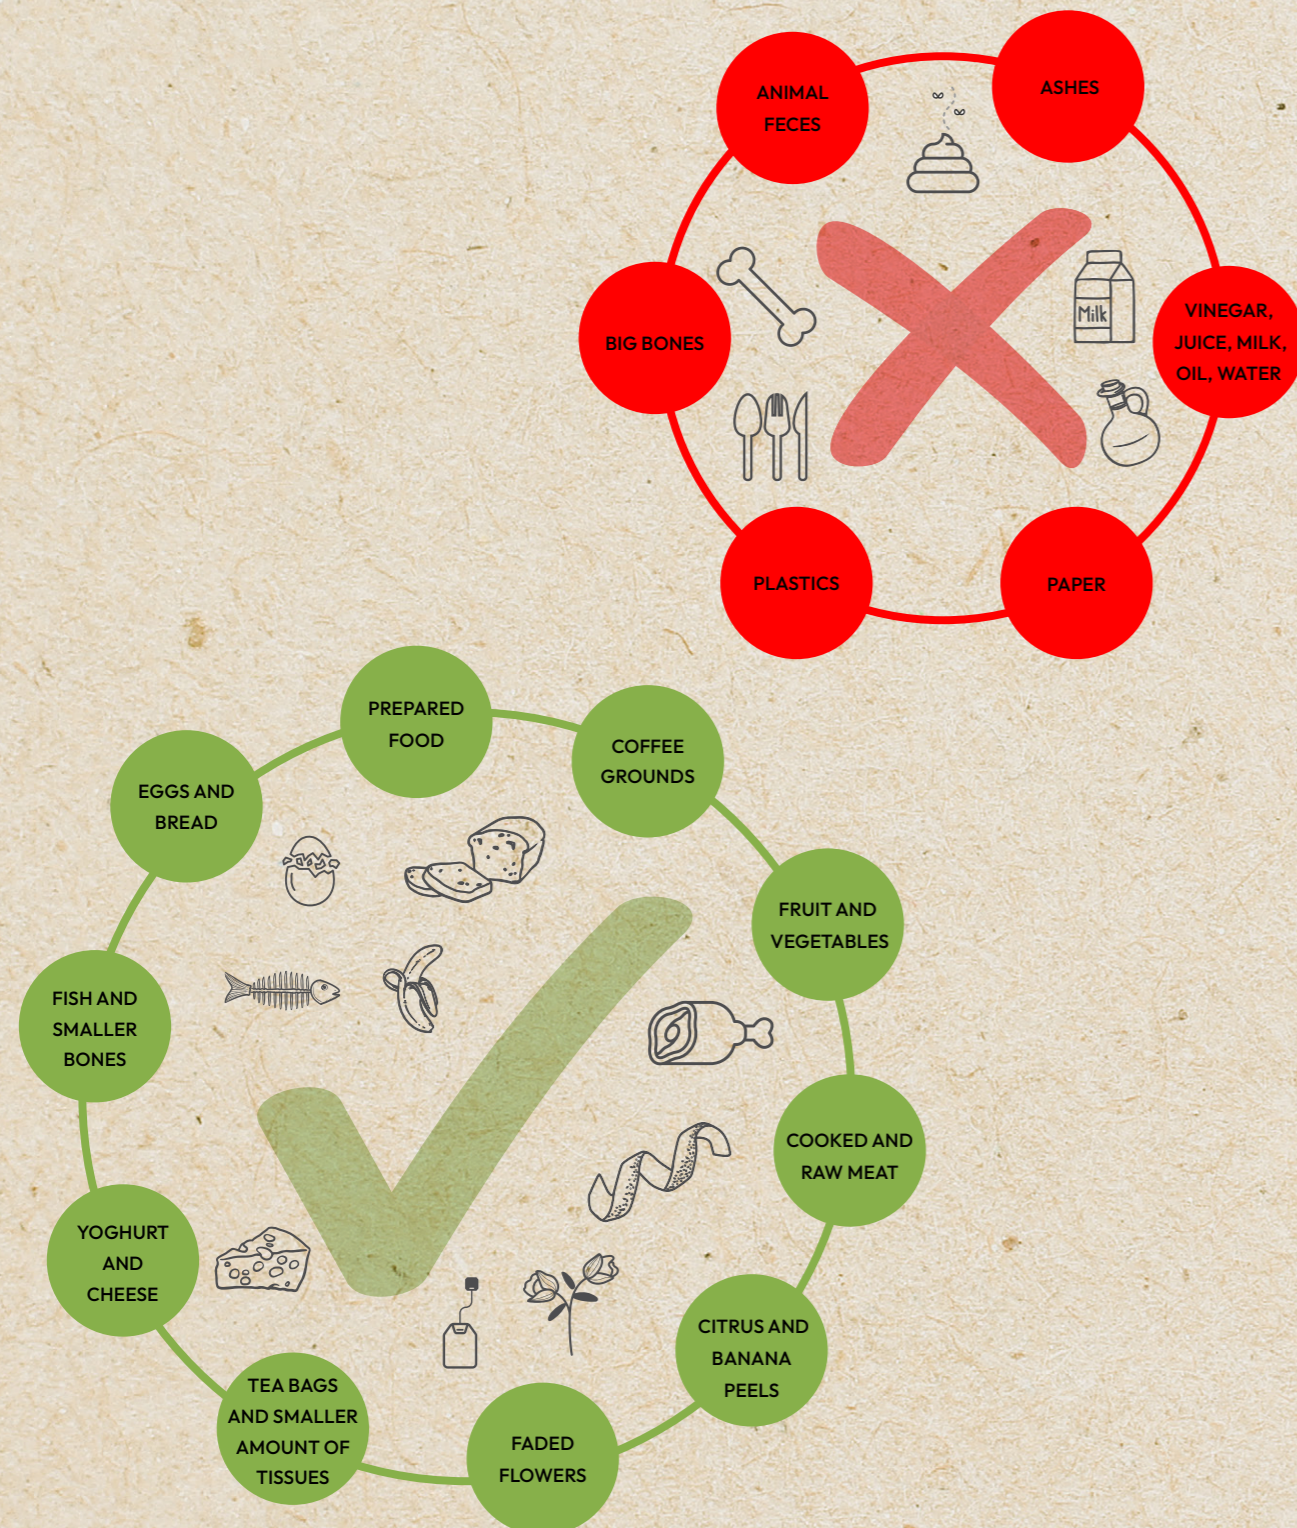 ANIMAL
FECES
ASHES
BIG BONES
Milk
VINEGAR,
JUICE, MILK,
OIL, WATER
PLASTICS
PAPER
PREPARED
FOOD
COFFEE
GROUNDS
EGGS AND
BREAD
FRUIT AND
VEGETABLES
FISH AND
SMALLER
BONES
COOKED AND
RAW MEAT
YOGHURT
AND
CHEESE
CITRUS AND
BANANA
PEELS
TEA BAGS
AND SMALLER
AMOUNT OF
TISSUES
FADED
FLOWERS